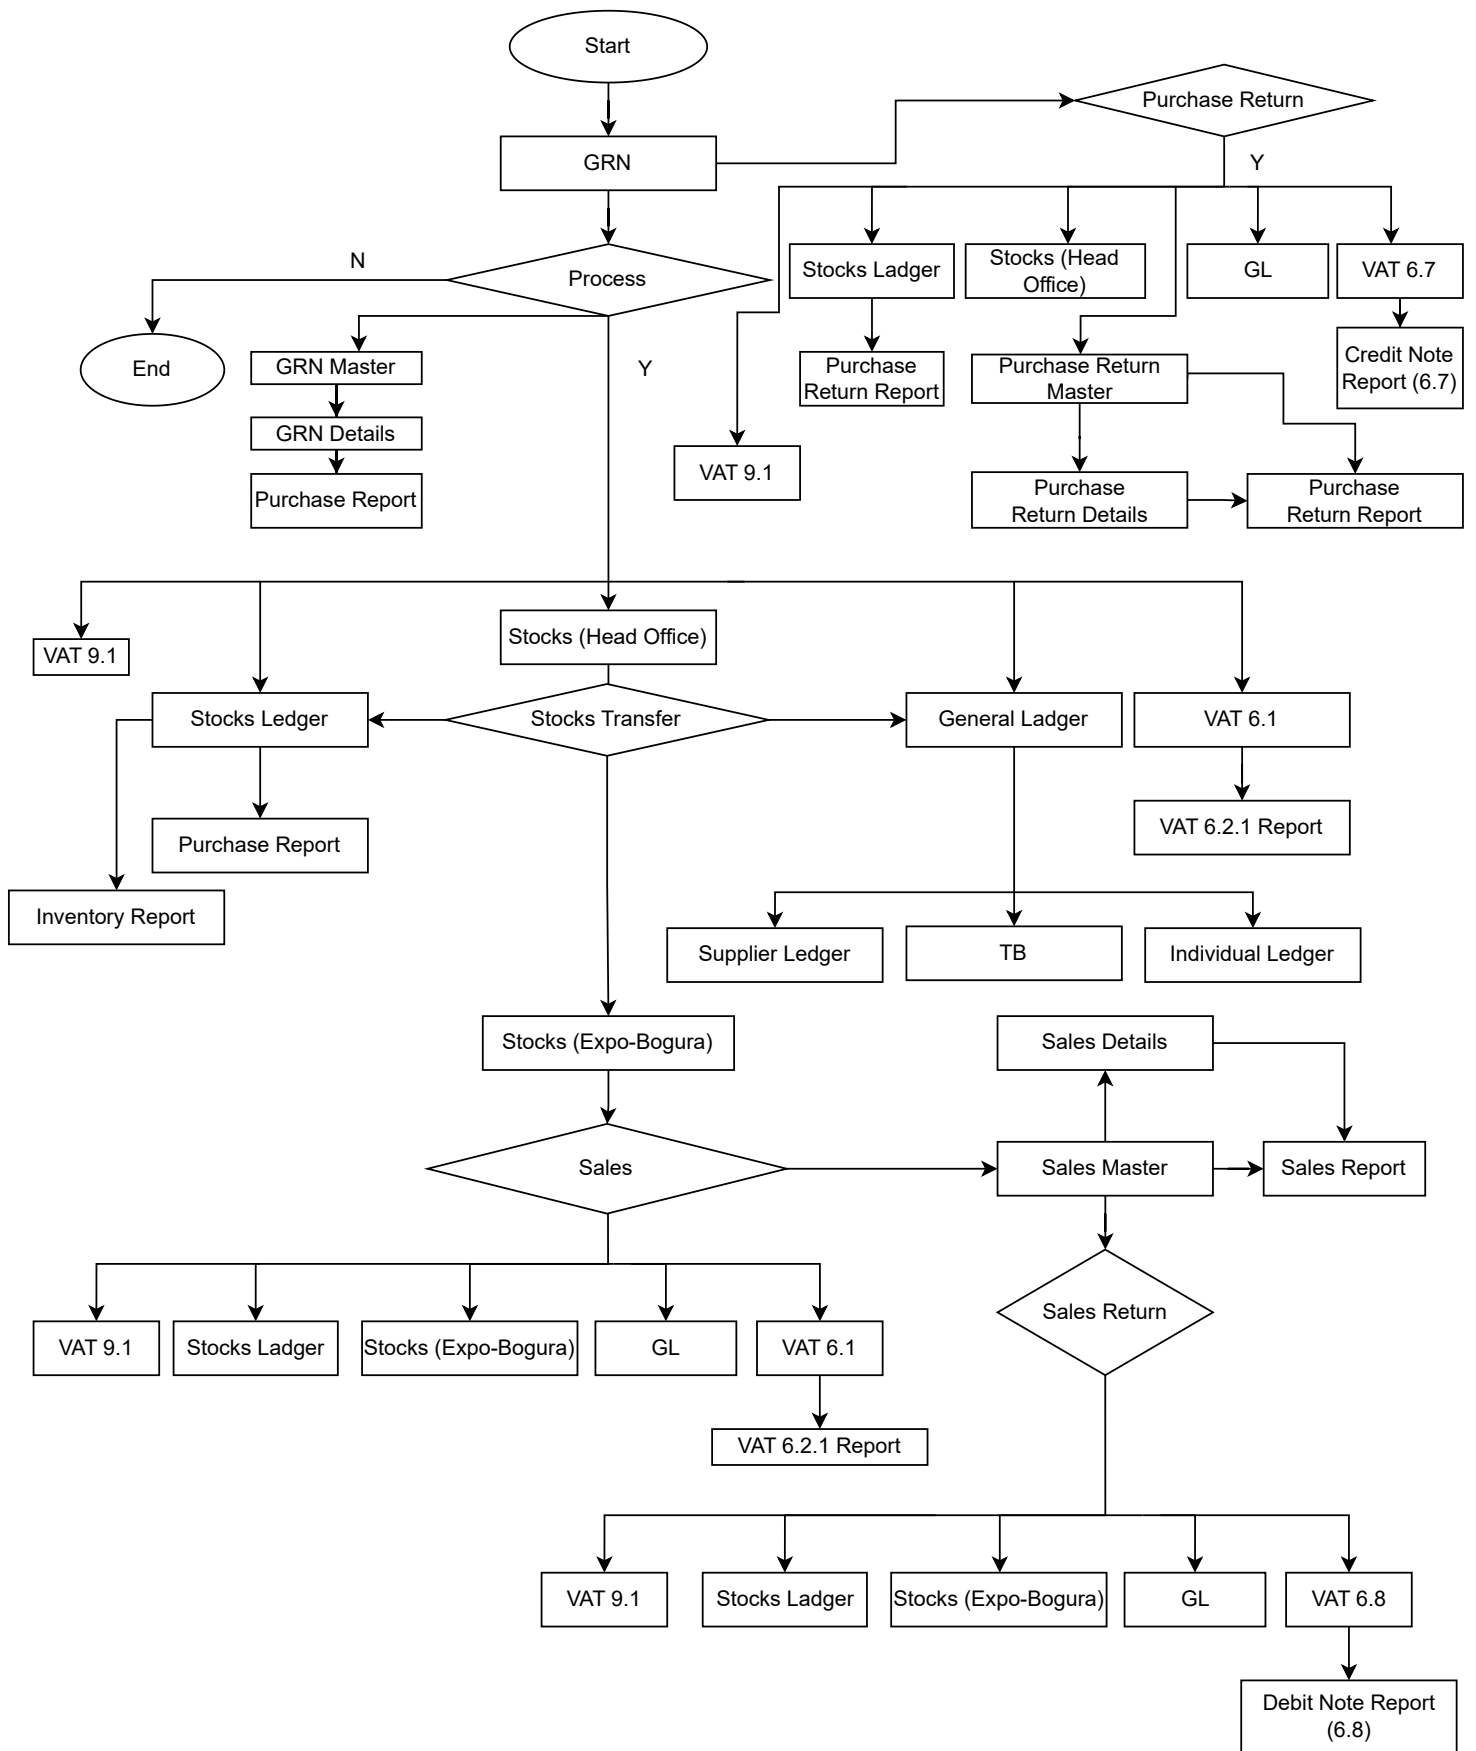 Start
Purchase Return
GRN
Y
N
Process
Stocks Ladger
Stocks (Head
Office)
GL
VAT 6.7
End
GRN Master
Y
Purchase
Return Report
Purchase Return
Master
Credit Note
Report (6.7)
GRN Details
VAT 9.1
Purchase Report
Purchase
Return Details
Purchase
Return Report
VAT 9.1
Stocks (Head Office)
Stocks Ledger
Stocks Transfer
General Ladger
VAT 6.1
Purchase Report
VAT 6.2.1 Report
Inventory Report
Supplier Ledger
TB
Individual Ledger
Stocks (Expo-Bogura)
Sales Details
Sales
Sales Master
Sales Report
Sales Return
VAT 9.1
Stocks Ladger
Stocks (Expo-Bogura)
GL
VAT 6.1
VAT 6.2.1 Report
VAT 9.1
Stocks Ladger
Stocks (Expo-Bogura)
GL
VAT 6.8
Debit Note Report
(6.8)